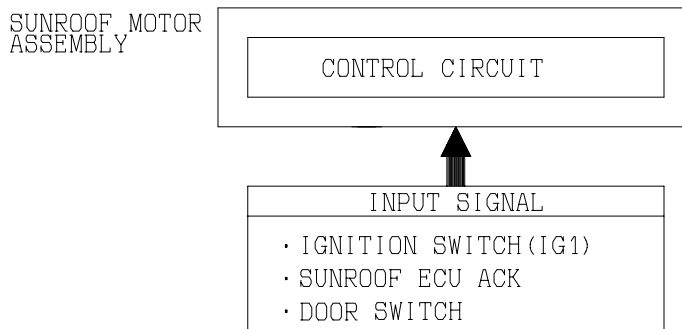 SUNROOF MOTOR
ASSEMBLY
CONTROL CIRCUIT
INPUT SIGNAL
・IGNITION SWITCH(IG1)
・SUNROOF ECU ACK
・DOOR SWITCH